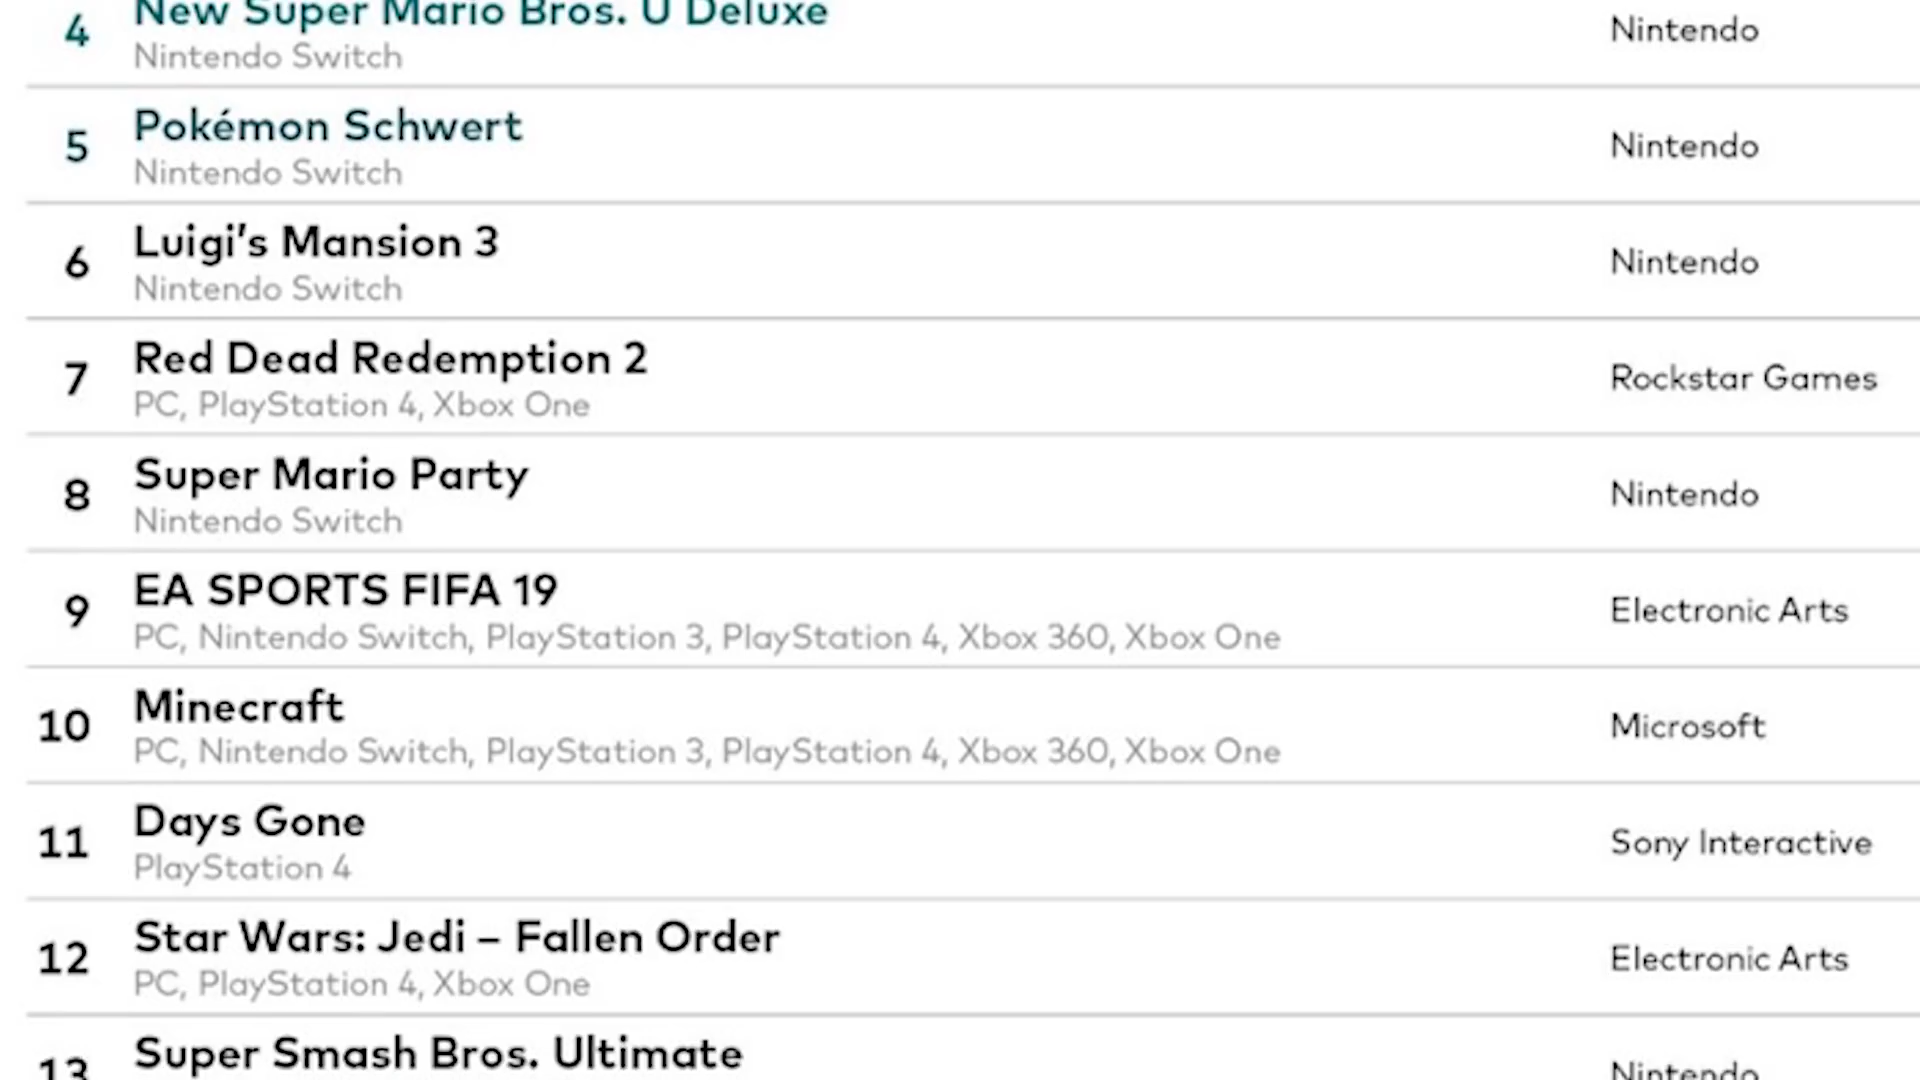 4
New Super Mario Bros. U Deluxe
Nintendo Switch
Nintendo
5
Pokémon Schwert
Nintendo Switch
Nintendo
6
Luigi’s Mansion 3
Nintendo Switch
Nintendo
7
Red Dead Redemption 2
PC, PlayStation 4, Xbox One
Rockstar Games
8
Super Mario Party
Nintendo Switch
Nintendo
9
EA SPORTS FIFA 19
PC, Nintendo Switch, PlayStation 3, PlayStation 4, Xbox 360, Xbox One
Electronic Arts
10
Minecraft
PC, Nintendo Switch, PlayStation 3, PlayStation 4, Xbox 360, Xbox One
Microsoft
11
Days Gone
PlayStation 4
Sony Interactive
12
Star Wars: Jedi – Fallen Order
PC, PlayStation 4, Xbox One
Electronic Arts
13
Super Smash Bros. Ultimate
Nintendo